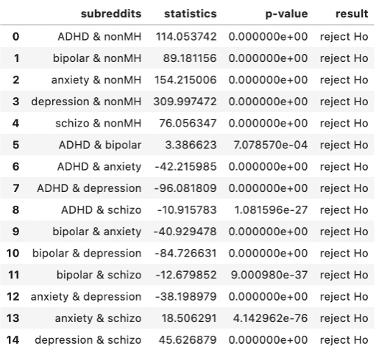 subreddits statistics p-value result
0 ADHD & nonMH 114.053742 0.000000e+00 reject Ho
1 bipolar & nonMH 89.181156 0.000000e+00 reject Ho
2 anxiety & nonMH 154.215006 0.000000e+00 reject Ho
3 depression & nonMH 309.997472 0.000000e+00 reject Ho
4 schizo & nonMH 76.056347 0.000000e+00 reject Ho
5 ADHD & bipolar 3.386623 7.078570e-04 reject Ho
6 ADHD & anxiety -42.215985 0.000000e+00 reject Ho
7 ADHD & depression -96.081809 0.000000e+00 reject Ho
8 ADHD & schizo -10.915783 1.081596e-27 reject Ho
9 bipolar & anxiety -40.929478 0.000000e+00 reject Ho
10 bipolar & depression -84.726631 0.000000e+00 reject Ho
11 bipolar & schizo -12.679852 9.000980e-37 reject Ho
12 anxiety & depression -38.198979 0.000000e+00 reject Ho
13 anxiety & schizo 18.506291 4.142962e-76 reject Ho
14 depression & schizo 45.626879 0.000000e+00 reject Ho